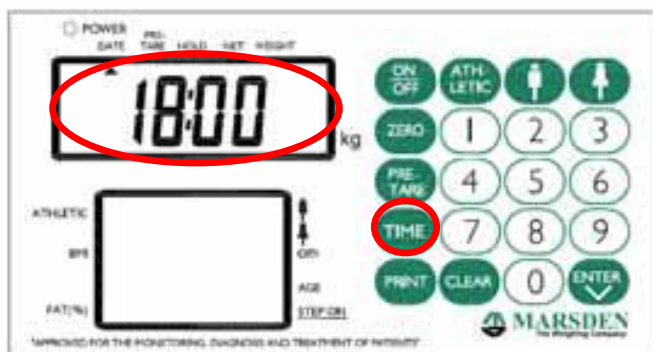 POWER
DATE PRE-TARE HOLD NET WEIGHT
18:00
kg
ATHLETIC
BMI
FAT(%)
cm
AGE
STEP ON
ON/OFF ATH-LETIC
ZERO 1 2 3
PRE-TARE 4 5 6
TIME 7 8 9
PRINT CLEAR 0 ENTER
MARSDEN
The Weighing Company
*APPROVED FOR THE MONITORING, DIAGNOSIS AND TREATMENT OF PATIENTS*